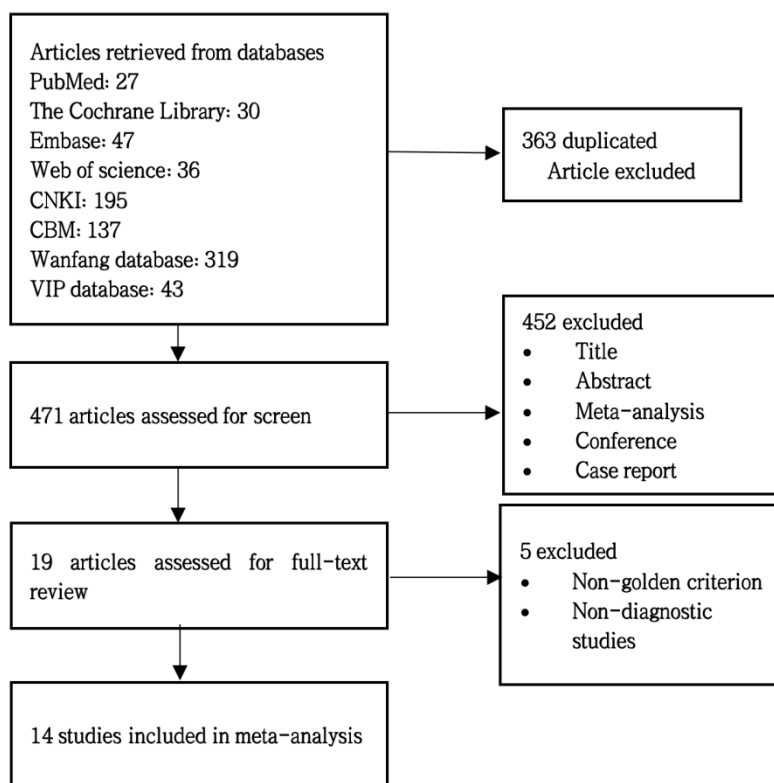 Articles retrieved from databases
PubMed: 27
The Cochrane Library: 30
Embase: 47
Web of science: 36
CNKI: 195
CBM: 137
Wanfang database: 319
VIP database: 43
363 duplicated
Article excluded
471 articles assessed for screen
452 excluded
• Title
• Abstract
• Meta-analysis
• Conference
• Case report
19 articles assessed for full-text
review
5 excluded
• Non-golden criterion
• Non-diagnostic
studies
14 studies included in meta-analysis